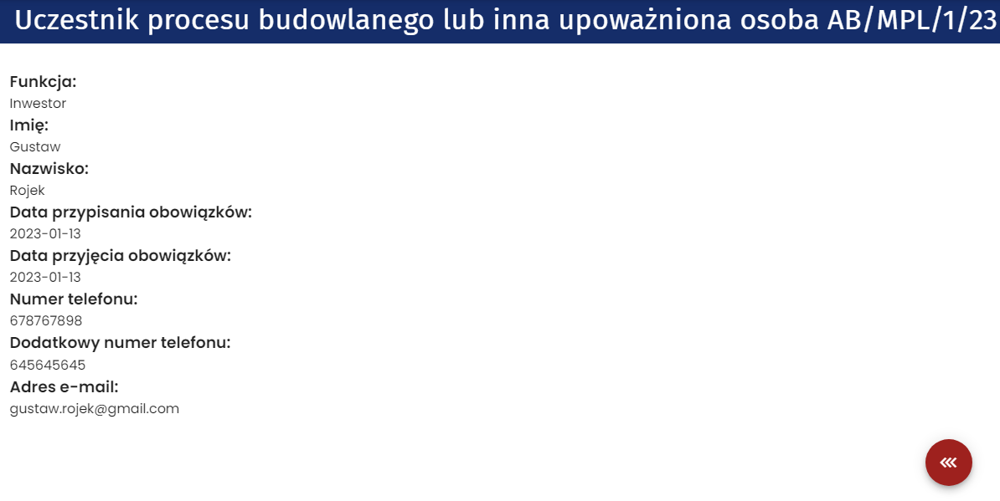 Uczestnik procesu budowlanego lub inna upoważniona osoba AB/MPL/1/23
Funkcja:
Inwestor
Imię:
Gustaw
Nazwisko:
Rojek
Data przypisania obowiązków:
2023-01-13
Data przyjęcia obowiązków:
2023-01-13
Numer telefonu:
678767898
Dodatkowy numer telefonu:
645645645
Adres e-mail:
gustaw.rojek@gmail.com